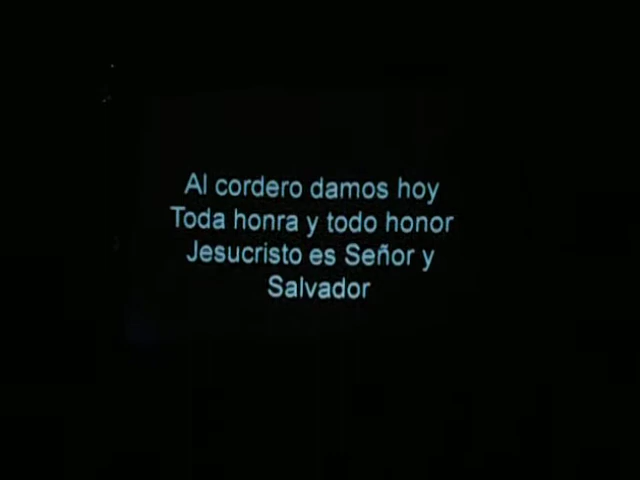 Al cordero damos hoy
Toda honra y todo honor
Jesucristo es Señor y
Salvador